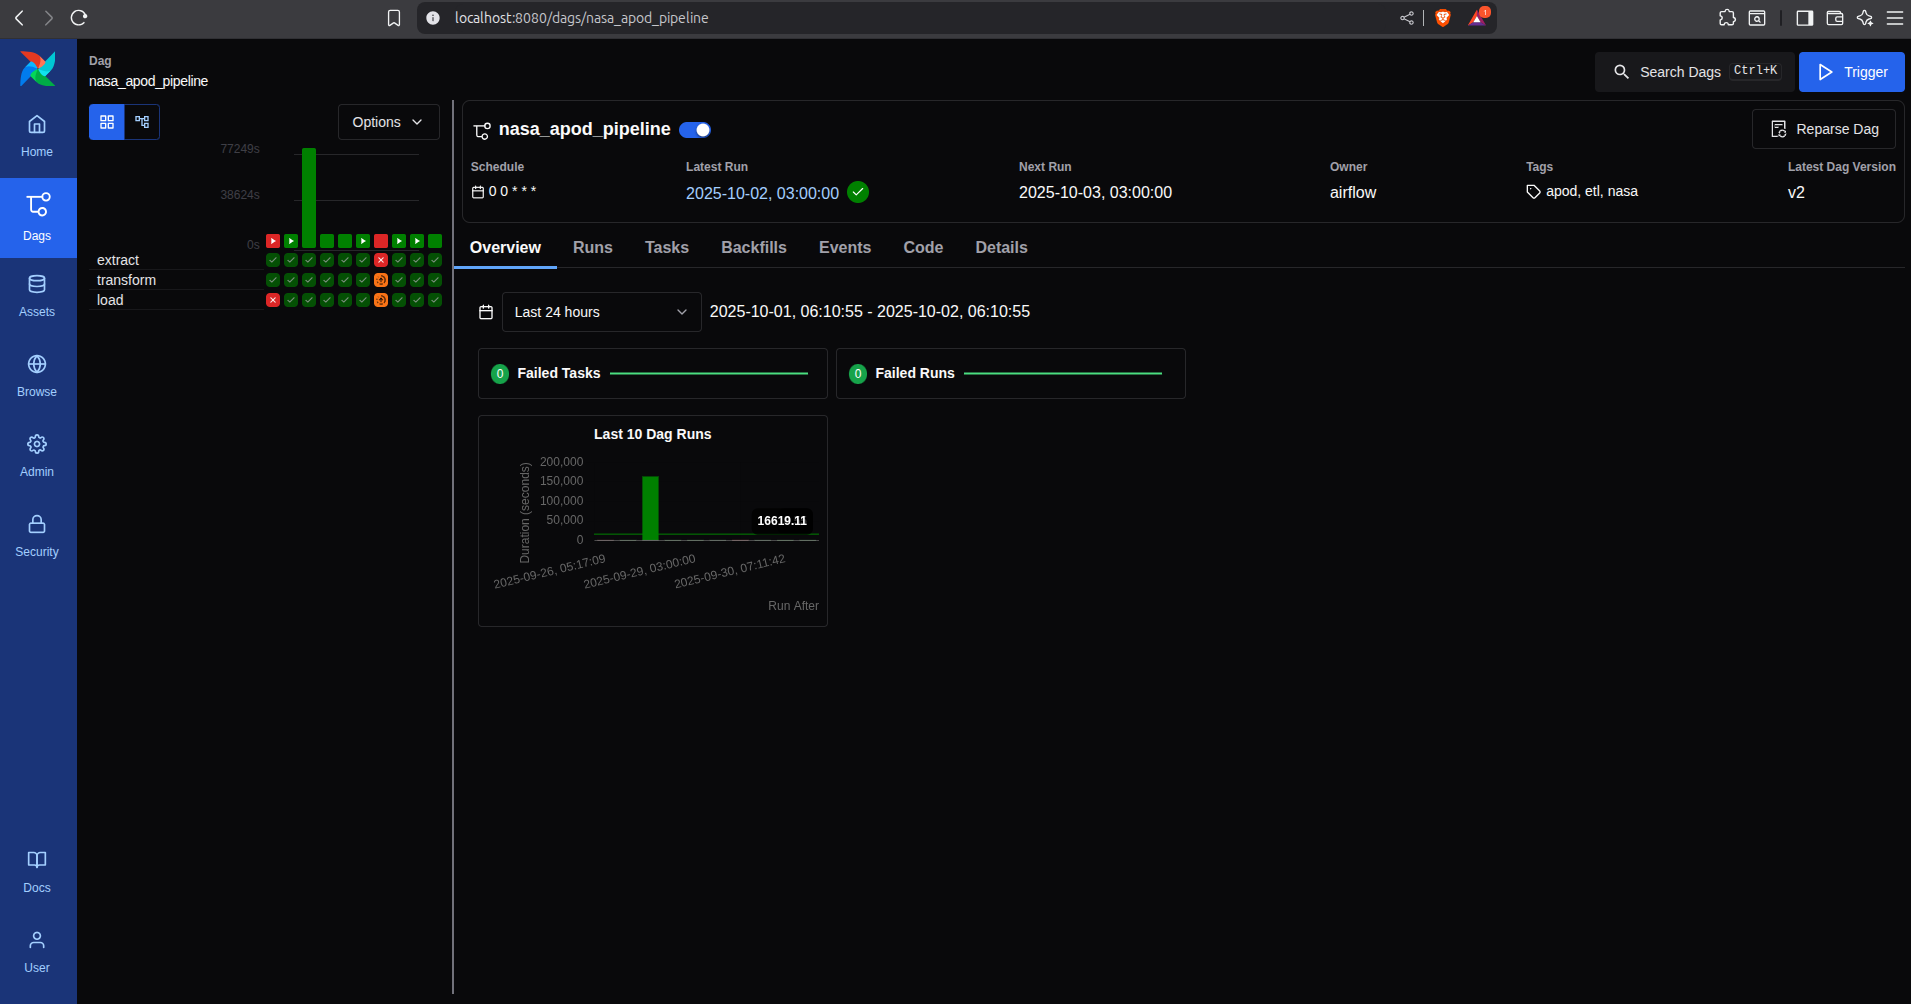 localhost:8080/dags/nasa_apod_pipeline
Home
Dags
Assets
Browse
Admin
Security
Docs
User
Dag
nasa_apod_pipeline
Search Dags Ctrl+K
Trigger
Options
77249s
38624s
0s
extract
transform
load
nasa_apod_pipeline
Reparse Dag
Schedule Latest Run Next Run Owner Tags Latest Dag Version
0 0 * * * 2025-10-02, 03:00:00 2025-10-03, 03:00:00 airflow apod, etl, nasa v2
Overview Runs Tasks Backfills Events Code Details
Last 24 hours 2025-10-01, 06:10:55 - 2025-10-02, 06:10:55
0 Failed Tasks
0 Failed Runs
Last 10 Dag Runs
Duration (seconds)
200,000
150,000
100,000
50,000
0
16619.11
2025-09-26, 05:17:09
2025-09-29, 03:00:00
2025-09-30, 07:11:42
Run After